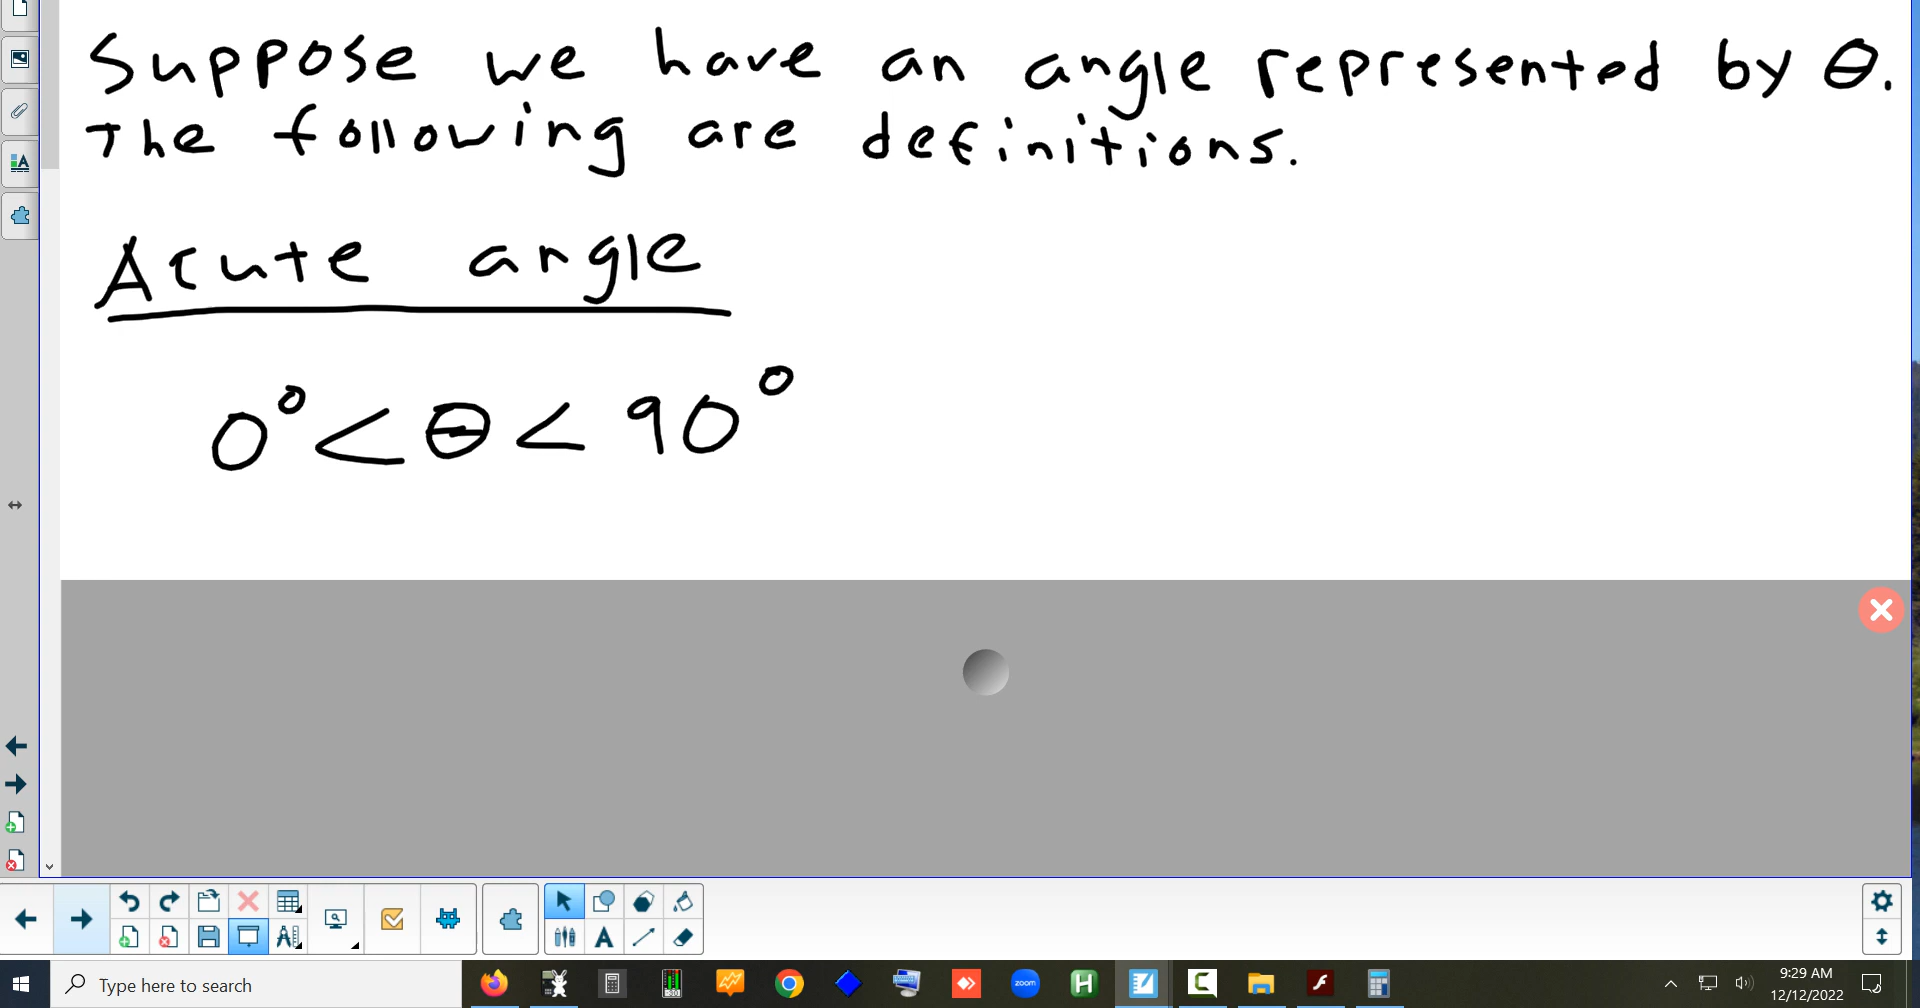 Suppose we have an angle represented by θ.
The following are definitions.
Acute angle
0° < θ < 90°
Type here to search
zoom
9:29 AM
12/12/2022